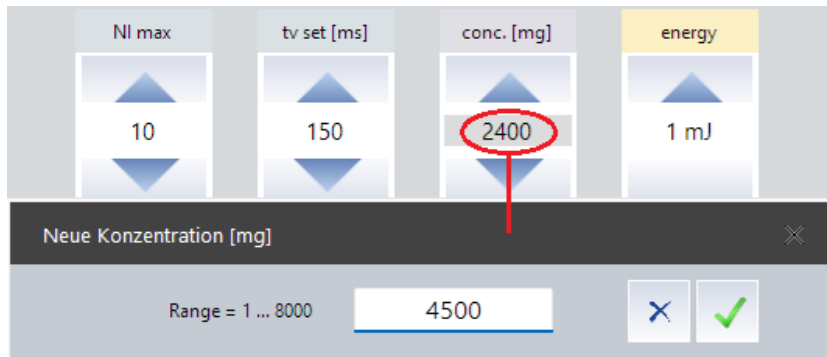 NI max tv set [ms] conc. [mg] energy
10 150 2400 1 mJ
Neue Konzentration [mg]
Range = 1 ... 8000 4500